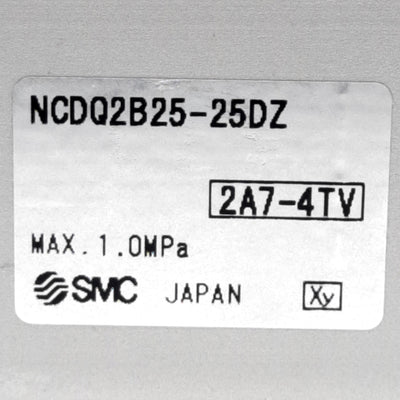 NCDQ2B25-25DZ
2A7-4TV
MAX.1.0MPa
SMC JAPAN Xy